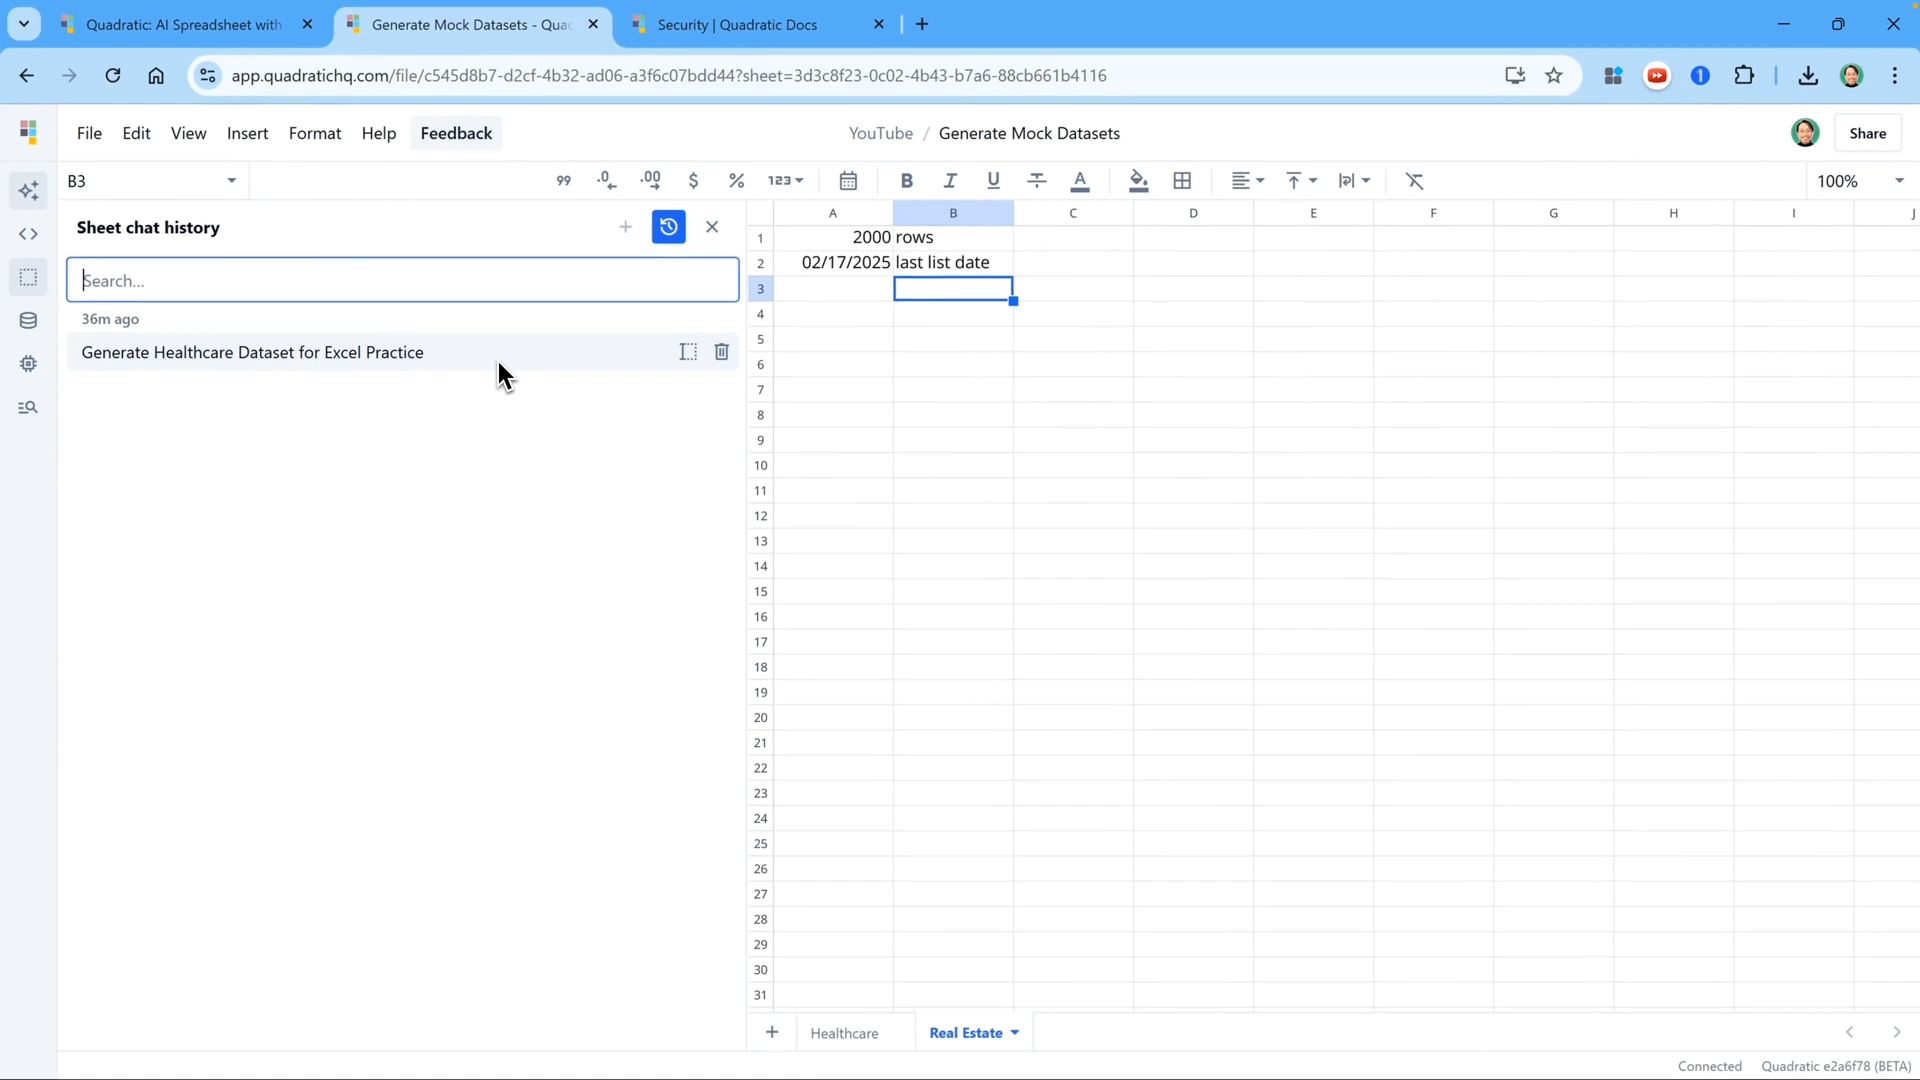 Quadratic: AI Spreadsheet with
Generate Mock Datasets - Qua
Security | Quadratic Docs
app.quadratichq.com/file/c545d8b7-d2cf-4b32-ad06-a3f6c07bdd44?sheet=3d3c8f23-0c02-4b43-b7a6-88cb661b4116
File Edit View Insert Format Help Feedback
YouTube / Generate Mock Datasets
Share
B3
99 .0 .00 $ % 123 B I U A
100%
Sheet chat history
Search...
36m ago
Generate Healthcare Dataset for Excel Practice
A B C D E F G H I J
1 2000 rows
2 02/17/2025 last list date
3
4
5
6
7
8
9
10
11
12
13
14
15
16
17
18
19
20
21
22
23
24
25
26
27
28
29
30
31
Healthcare Real Estate
Connected Quadratic e2a6f78 (BETA)